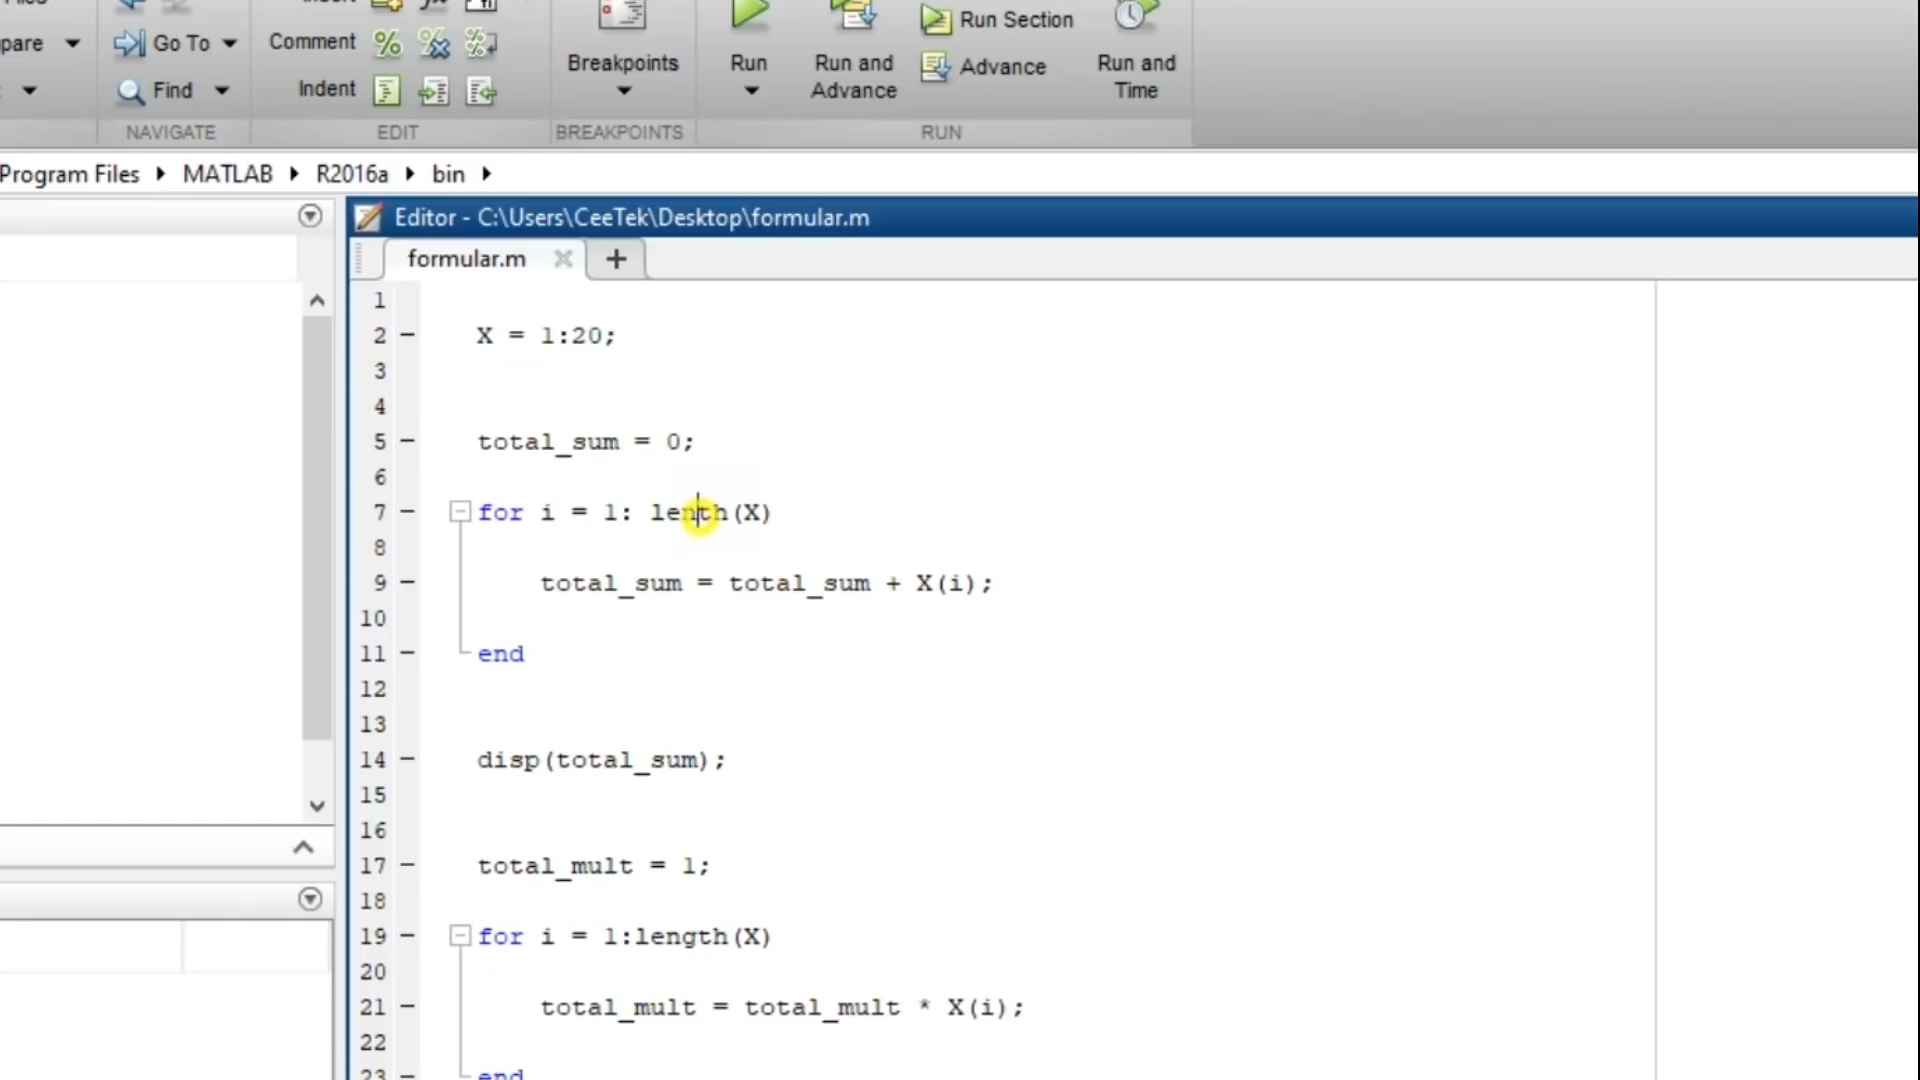 pare
Go To
Find
NAVIGATE
Comment
Indent
EDIT
Breakpoints
BREAKPOINTS
Run
Run and
Advance
Run Section
Advance
Run and
Time
RUN
Program Files
MATLAB
R2016a
bin
Editor - C:\Users\CeeTek\Desktop\formular.m
formular.m
1
2 X = 1:20;
3
4
5 total_sum = 0;
6
7 for i = 1: lenth(X)
8
9 total_sum = total_sum + X(i);
10
11 end
12
13
14 disp(total_sum);
15
16
17 total_mult = 1;
18
19 for i = 1:length(X)
20
21 total_mult = total_mult * X(i);
22
23 end